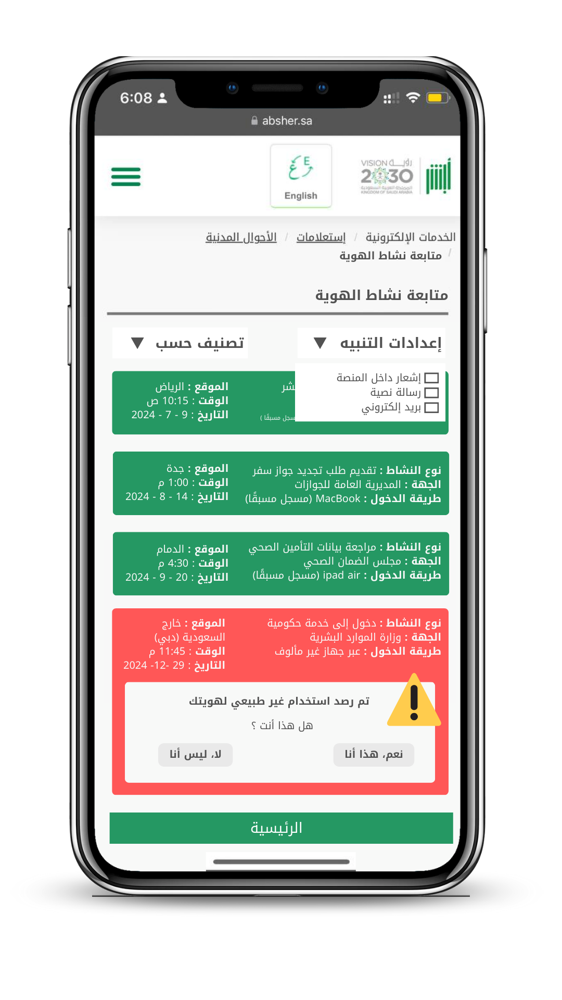 6:08
absher.sa
English
E
ع
VISION رؤية
2030
المملكة العربية السعودية
KINGDOM OF SAUDI ARABIA
أبشر
الخدمات الإلكترونية / إستعلامات / الأحوال المدنية
/ متابعة نشاط الهوية
متابعة نشاط الهوية
إعدادات التنبيه ▼
تصنيف حسب ▼
إشعار داخل المنصة
رسالة نصية
بريد إلكتروني
الموقع : الرياض
الوقت : 10:15 ص
التاريخ : 9 - 7 - 2024
نوع النشاط : تقديم طلب تجديد جواز سفر
الجهة : المديرية العامة للجوازات
طريقة الدخول : MacBook (مسجل مسبقًا)
الموقع : جدة
الوقت : 1:00 م
التاريخ : 14 - 8 - 2024
نوع النشاط : مراجعة بيانات التأمين الصحي
الجهة : مجلس الضمان الصحي
طريقة الدخول : ipad air (مسجل مسبقًا)
الموقع : الدمام
الوقت : 4:30 م
التاريخ : 20 - 9 - 2024
نوع النشاط : دخول إلى خدمة حكومية
الجهة : وزارة الموارد البشرية
طريقة الدخول : عبر جهاز غير مألوف
الموقع : خارج
السعودية (دبي)
الوقت : 11:45 م
التاريخ : 29 -12- 2024
تم رصد استخدام غير طبيعي لهويتك
هل هذا أنت ؟
نعم، هذا أنا
لا، ليس أنا
الرئيسية